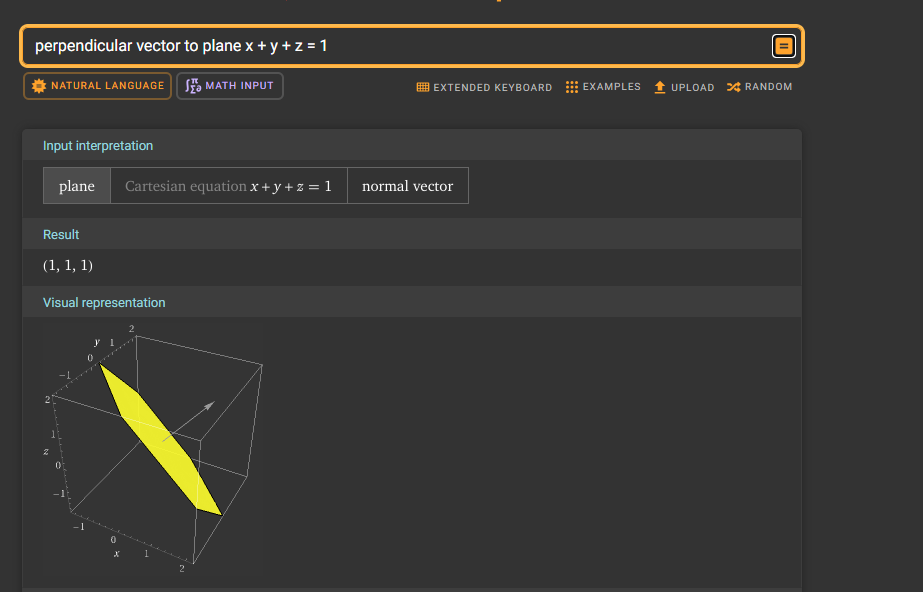 perpendicular vector to plane x + y + z = 1
NATURAL LANGUAGE
MATH INPUT
EXTENDED KEYBOARD
EXAMPLES
UPLOAD
RANDOM
Input interpretation
plane
Cartesian equation x + y + z = 1
normal vector
Result
(1, 1, 1)
Visual representation
2
y 1
0
−1
2
1
z
0
−1
−1
0
x 1
2